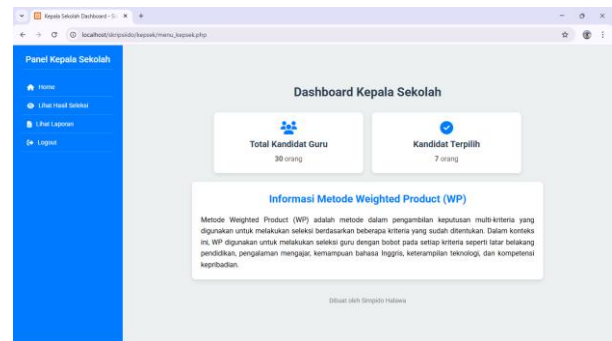 Kepala Sekolah Dashboard - S
localhost/skripsiido/kepsek/menu_kepsek.php
Panel Kepala Sekolah
Home
Lihat Hasil Seleksi
Lihat Laporan
Logout
Dashboard Kepala Sekolah
Total Kandidat Guru
30 orang
Kandidat Terpilih
7 orang
Informasi Metode Weighted Product (WP)
Metode Weighted Product (WP) adalah metode dalam pengambilan keputusan multi-kriteria yang
digunakan untuk melakukan seleksi berdasarkan beberapa kriteria yang sudah ditentukan. Dalam konteks
ini, WP digunakan untuk melakukan seleksi guru dengan bobot pada setiap kriteria seperti latar belakang
pendidikan, pengalaman mengajar, kemampuan bahasa Inggris, keterampilan teknologi, dan kompetensi
kepribadian.
Dibuat oleh Simpido Halawa